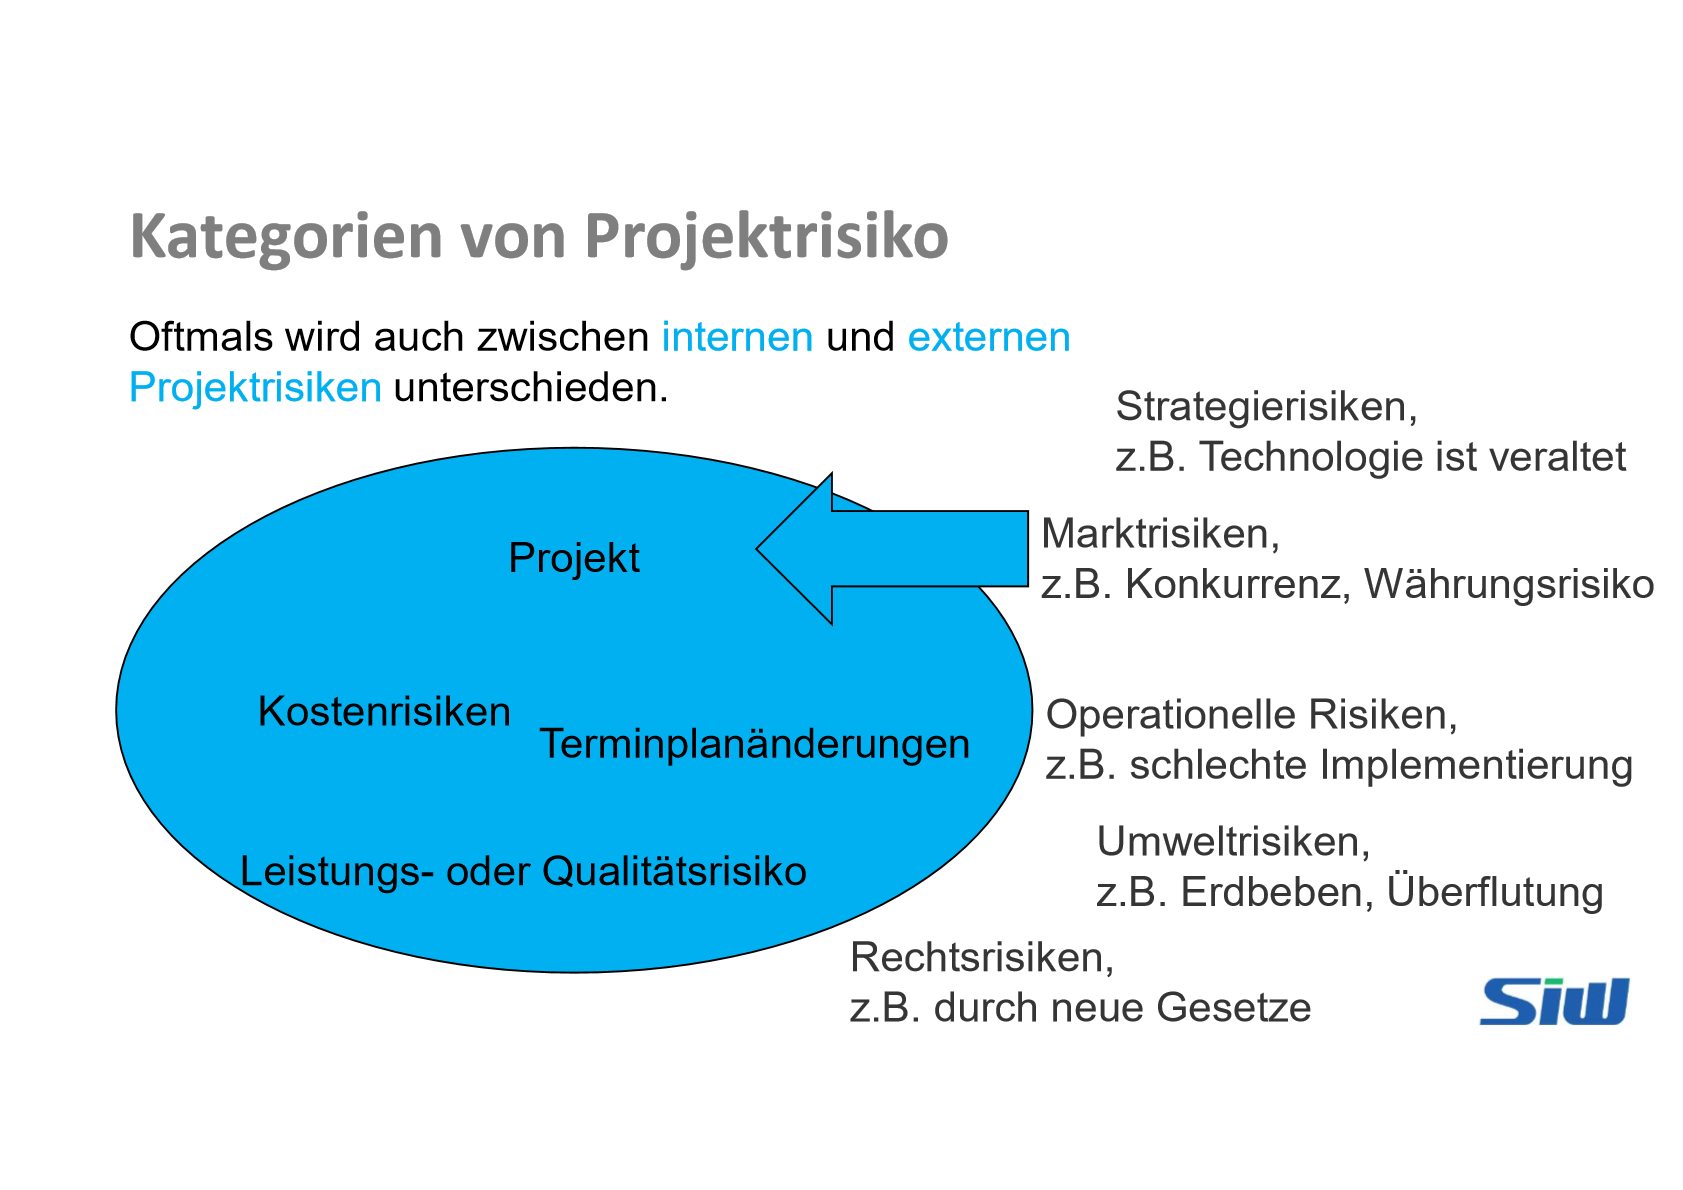 Kategorien von Projektrisiko
Oftmals wird auch zwischen internen und externen
Projektrisiken unterschieden.
Strategierisiken,
z.B. Technologie ist veraltet
Projekt
Marktrisiken,
z.B. Konkurrenz, Währungsrisiko
Kostenrisiken
Terminplanänderungen
Operationelle Risiken,
z.B. schlechte Implementierung
Leistungs- oder Qualitätsrisiko
Umweltrisiken,
z.B. Erdbeben, Überflutung
Rechtsrisiken,
z.B. durch neue Gesetze
Siw